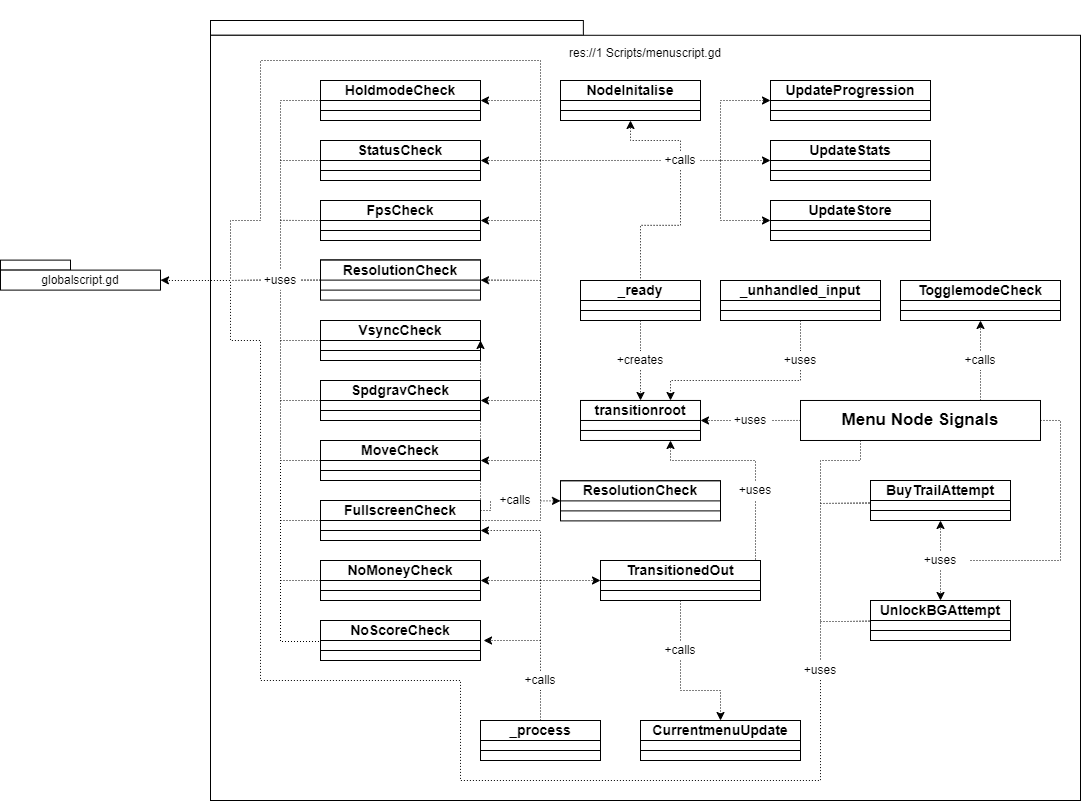 res://1 Scripts/menuscript.gd
HoldmodeCheck
NodeInitalise
UpdateProgression
StatusCheck
+calls
UpdateStats
FpsCheck
UpdateStore
globalscript.gd
+uses
ResolutionCheck
_ready
_unhandled_input
TogglemodeCheck
VsyncCheck
+creates
+uses
+calls
SpdgravCheck
transitionroot
+uses
Menu Node Signals
MoveCheck
FullscreenCheck
+calls
ResolutionCheck
+uses
BuyTrailAttempt
NoMoneyCheck
TransitionedOut
+uses
NoScoreCheck
UnlockBGAttempt
+calls
+calls
+uses
_process
CurrentmenuUpdate